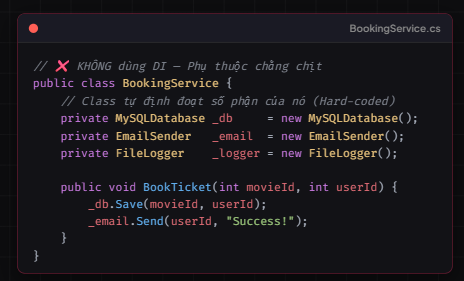 BookingService.cs
// ❌ KHÔNG dùng DI — Phụ thuộc chằng chịt
public class BookingService {
    // Class tự định đoạt số phận của nó (Hard-coded)
    private MySQLDatabase _db     = new MySQLDatabase();
    private EmailSender   _email  = new EmailSender();
    private FileLogger    _logger = new FileLogger();

    public void BookTicket(int movieId, int userId) {
        _db.Save(movieId, userId);
        _email.Send(userId, "Success!");
    }
}